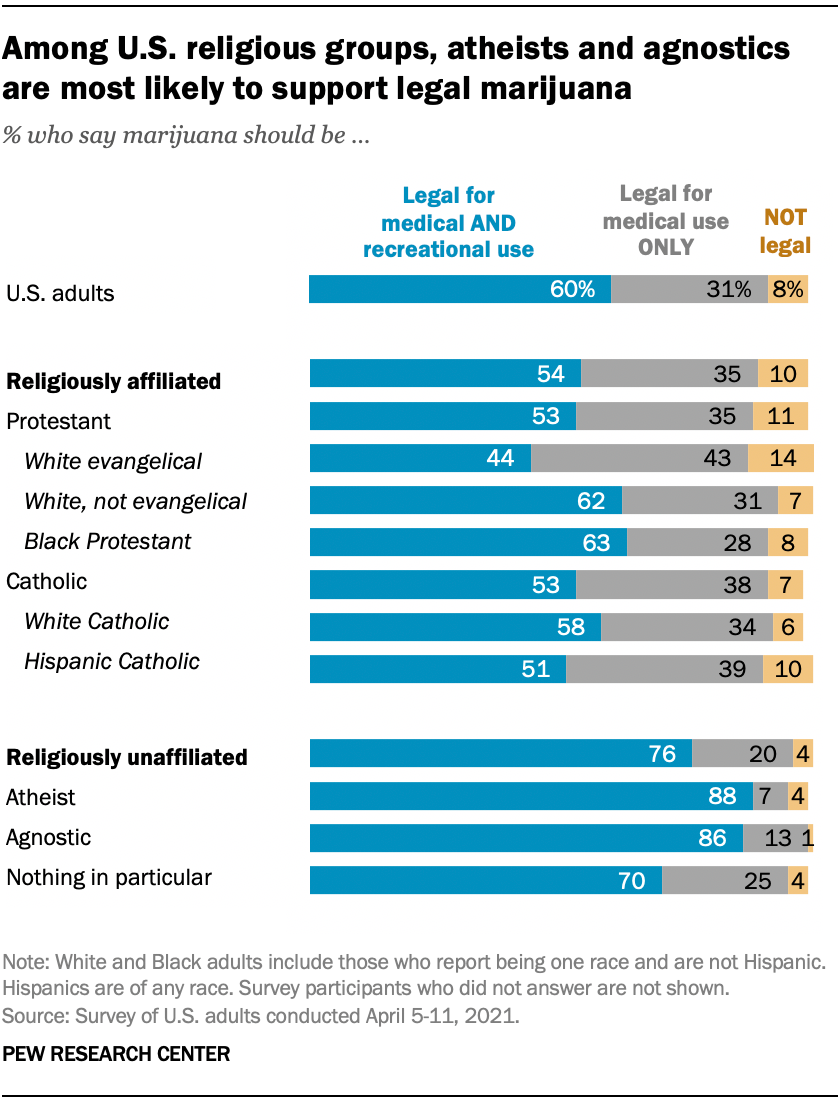 Among U.S. religious groups, atheists and agnostics
are most likely to support legal marijuana
% who say marijuana should be ...
Legal for
medical AND
recreational use
Legal for
medical use
ONLY
NOT
legal
U.S. adults 60% 31% 8%
Religiously affiliated 54 35 10
Protestant 53 35 11
White evangelical 44 43 14
White, not evangelical 62 31 7
Black Protestant 63 28 8
Catholic 53 38 7
White Catholic 58 34 6
Hispanic Catholic 51 39 10
Religiously unaffiliated 76 20 4
Atheist 88 7 4
Agnostic 86 13 1
Nothing in particular 70 25 4
Note: White and Black adults include those who report being one race and are not Hispanic.
Hispanics are of any race. Survey participants who did not answer are not shown.
Source: Survey of U.S. adults conducted April 5-11, 2021.
PEW RESEARCH CENTER